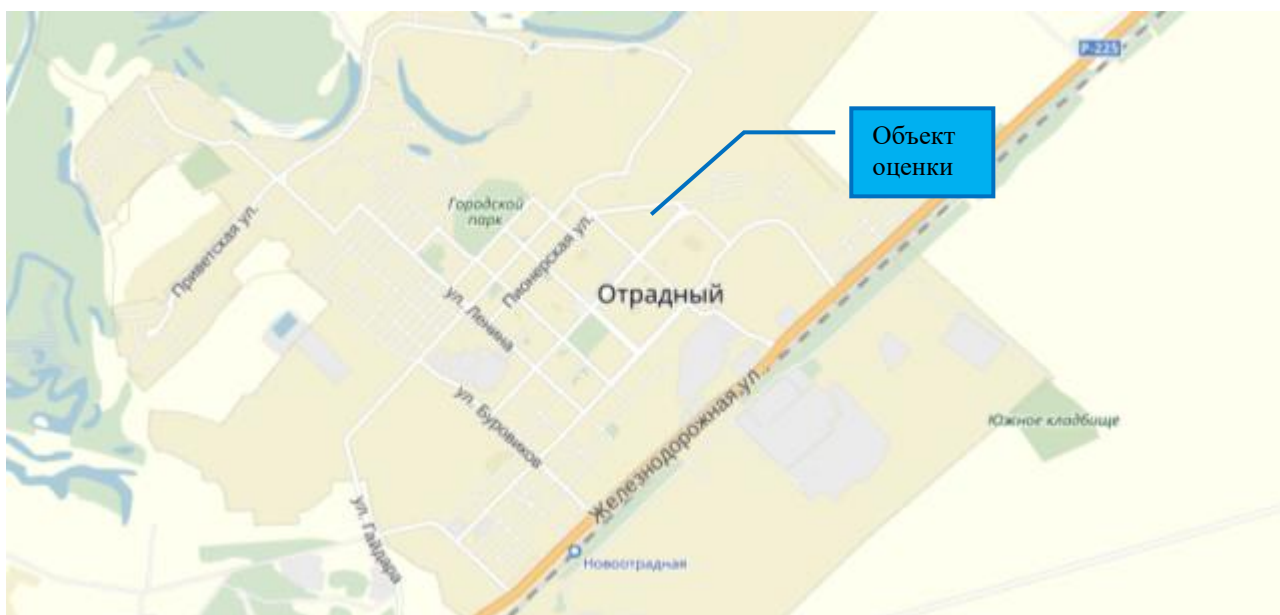 Р-225
Объект
оценки
Городской
парк
Приветская ул.
Пионерская ул.
Отрадный
ул. Ленина
ул. Буровиков
Железнодорожная ул.
Южное кладбище
ул. Гайдара
Новоотрадная